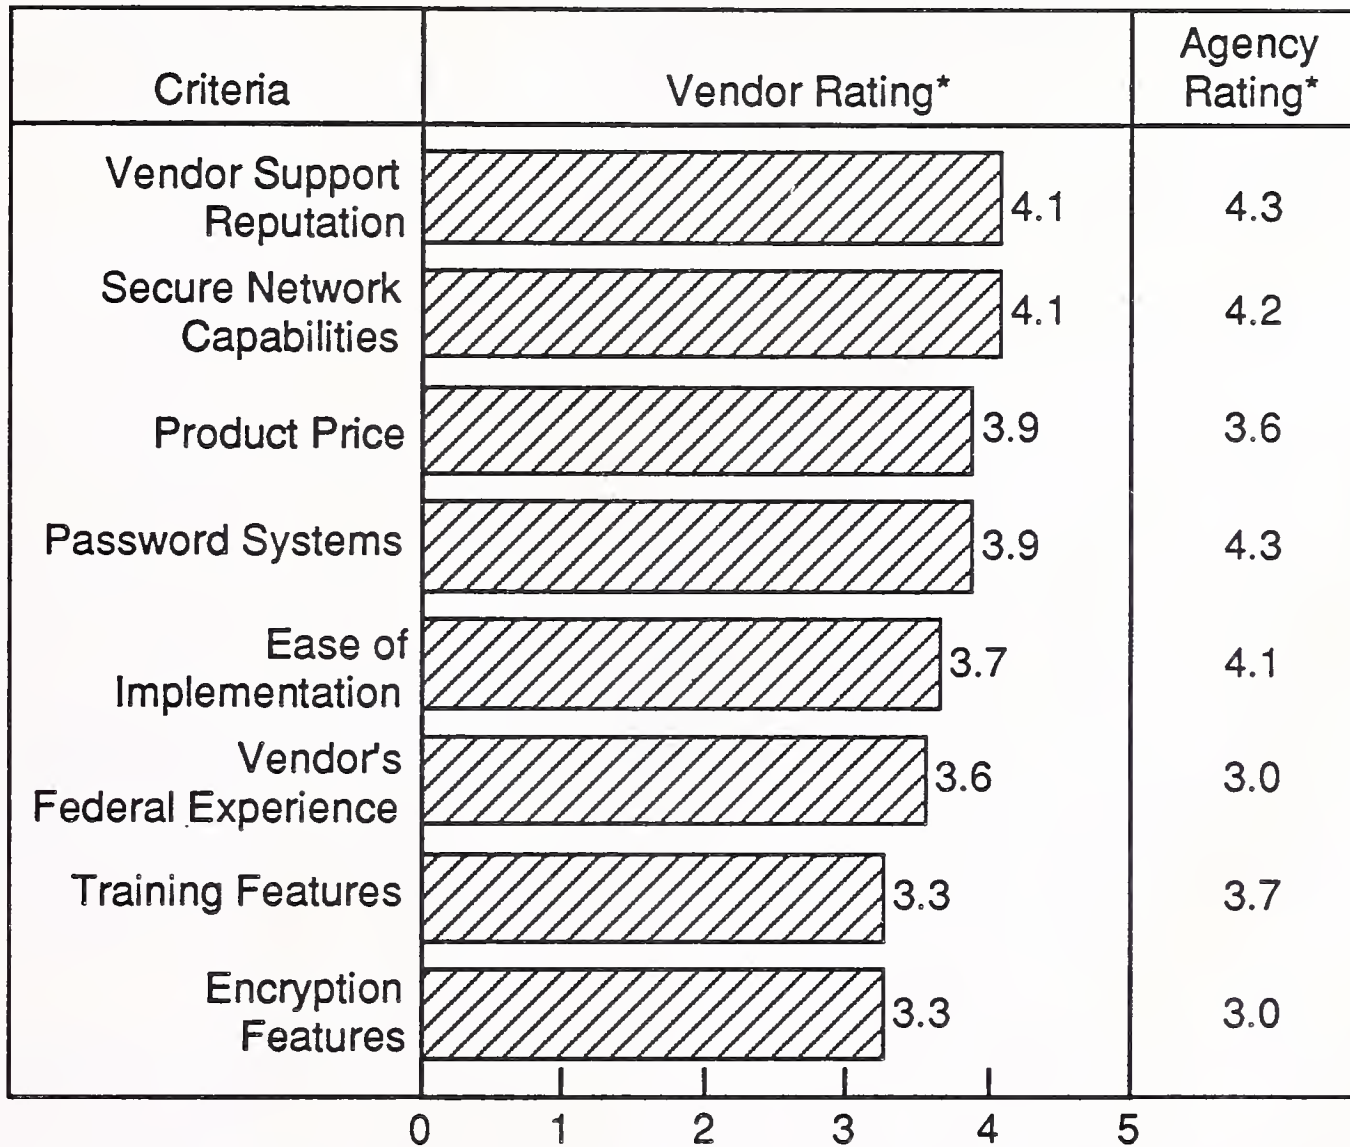 Criteria
Vendor Rating*
Agency
Rating*
Vendor Support
Reputation
4.1
4.3
Secure Network
Capabilities
4.1
4.2
Product Price
3.9
3.6
Password Systems
3.9
4.3
Ease of
Implementation
3.7
4.1
Vendor's
Federal Experience
3.6
3.0
Training Features
3.3
3.7
Encryption
Features
3.3
3.0
0 1 2 3 4 5